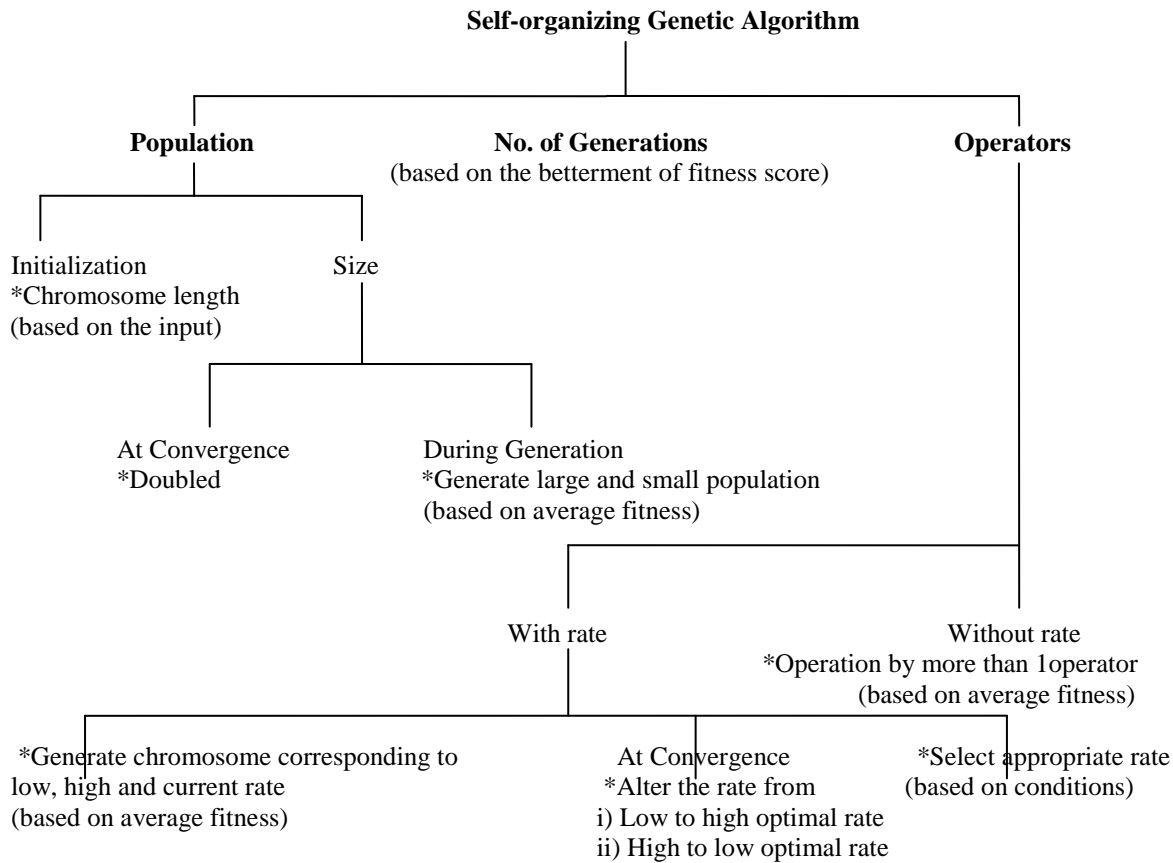 Self-organizing Genetic Algorithm
Population
No. of Generations
(based on the betterment of fitness score)
Operators
Initialization
*Chromosome length
(based on the input)
Size
At Convergence
*Doubled
During Generation
*Generate large and small population
(based on average fitness)
With rate
Without rate
*Operation by more than 1operator
(based on average fitness)
*Generate chromosome corresponding to
low, high and current rate
(based on average fitness)
At Convergence
*Alter the rate from
i) Low to high optimal rate
ii) High to low optimal rate
*Select appropriate rate
(based on conditions)